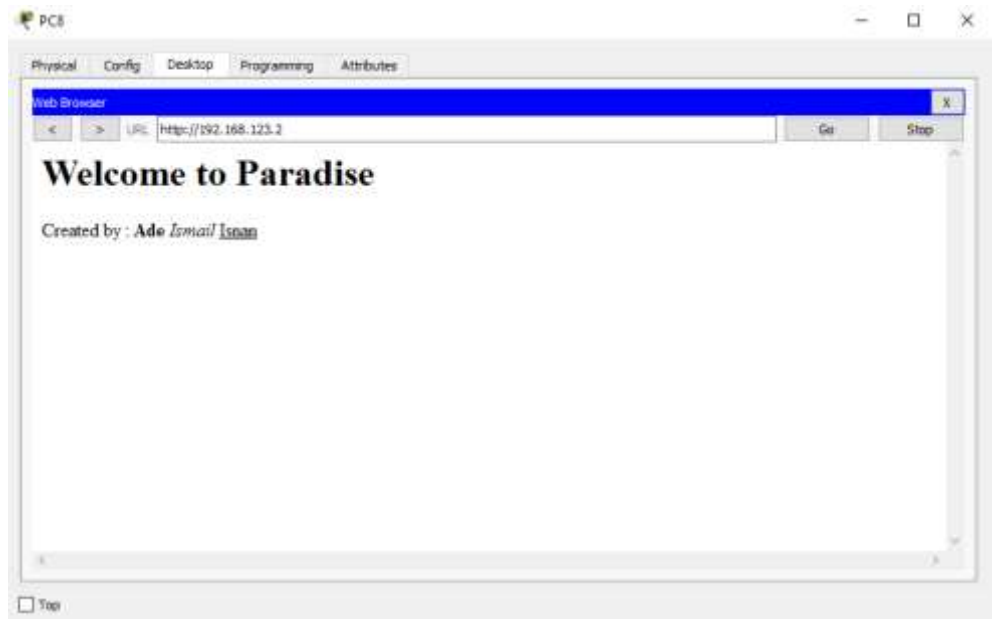 PC8
Physical Config Desktop Programming Attributes
Web Browser X
< > URL http://192.168.123.2 Go Stop
Welcome to Paradise
Created by : Ade Ismail Isnan
Top